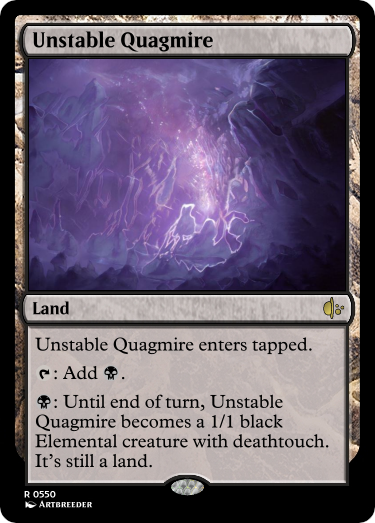 Unstable Quagmire
Land
Unstable Quagmire enters tapped.
: Add .
: Until end of turn, Unstable
Quagmire becomes a 1/1 black
Elemental creature with deathtouch.
It's still a land.
R 0550
Artbreeder